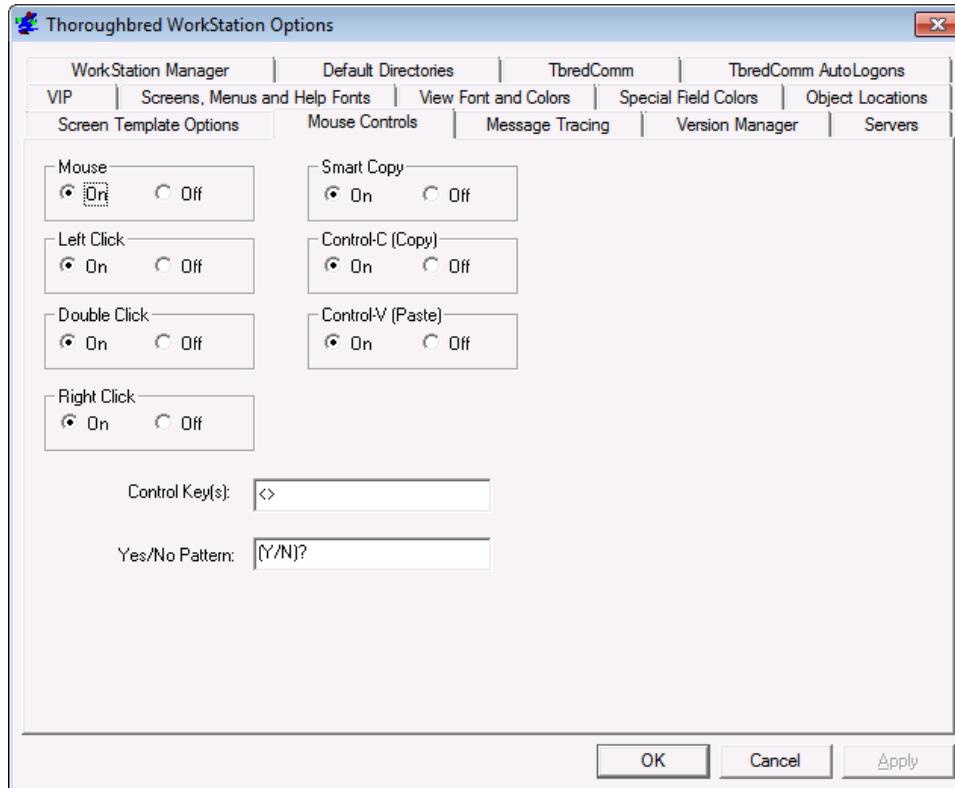 Thoroughbred WorkStation Options
WorkStation Manager Default Directories TbredComm TbredComm AutoLogons
VIP Screens, Menus and Help Fonts View Font and Colors Special Field Colors Object Locations
Screen Template Options Mouse Controls Message Tracing Version Manager Servers
Mouse Smart Copy
On Off On Off
Left Click Control-C (Copy)
On Off On Off
Double Click Control-V (Paste)
On Off On Off
Right Click
On Off
Control Key(s): <>
Yes/No Pattern: (Y/N)?
OK Cancel Apply